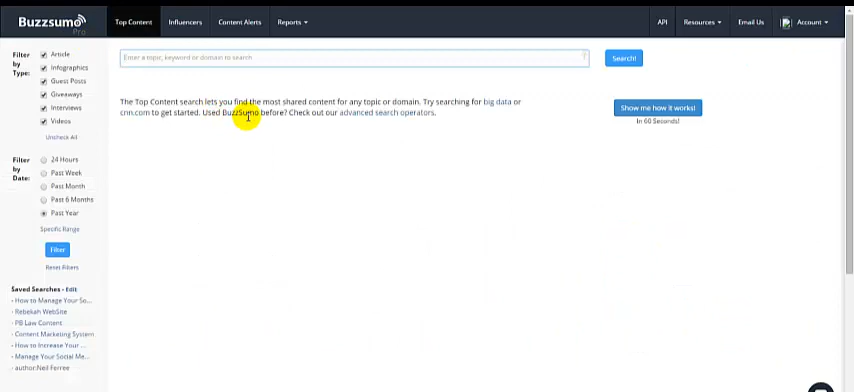 Buzzsumo
Pro
Top Content
Influencers
Content Alerts
Reports
API
Resources
Email Us
Account
Filter by Type:
Article
Infographics
Guest Posts
Giveaways
Interviews
Videos
Uncheck All
Filter by Date:
24 Hours
Past Week
Past Month
Past 6 Months
Past Year
Specific Range
Filter
Reset Filters
Saved Searches - Edit
- How to Manage Your So...
- Rebekah WebSite
- PB Law Content
- Content Marketing System
- How to Increase Your ...
- Manage Your Social Me...
- author:Neil Ferree
Enter a topic, keyword or domain to search
Search!
The Top Content search lets you find the most shared content for any topic or domain. Try searching for big data or
cnn.com to get started. Used BuzzSumo before? Check out our advanced search operators.
Show me how it works!
In 60 Seconds!